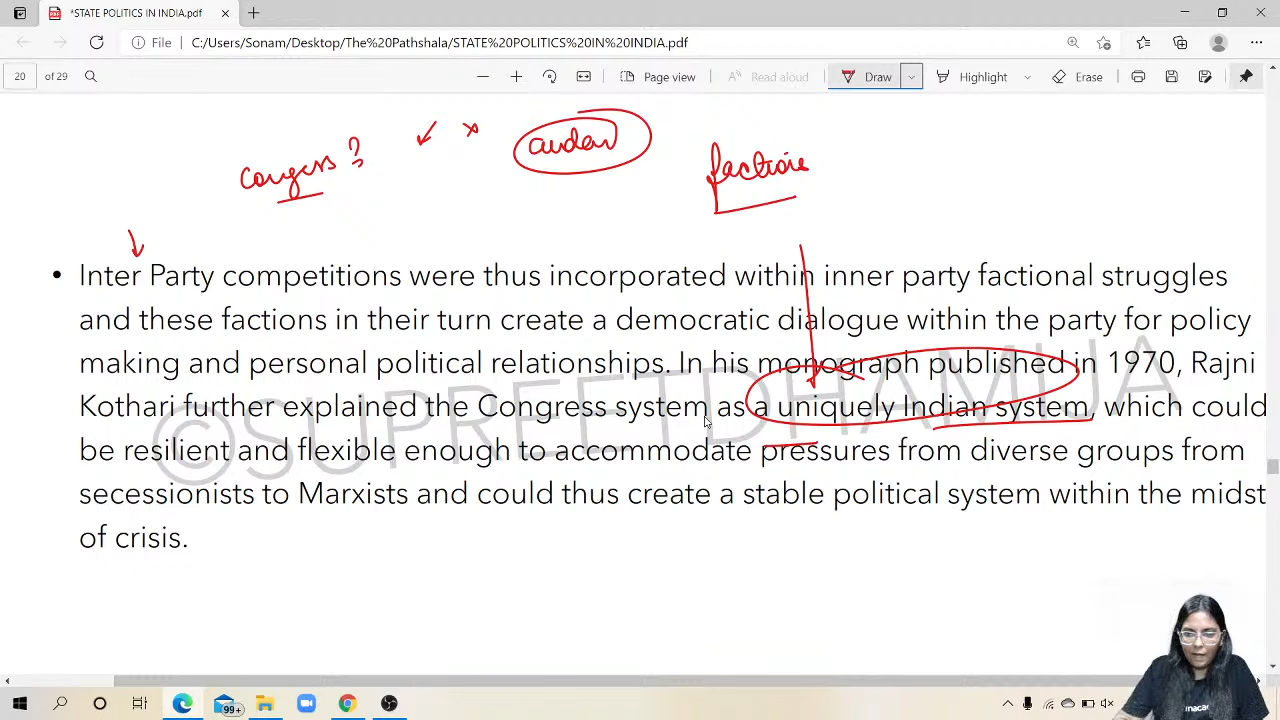 *STATE POLITICS IN INDIA.pdf
File
C:/Users/Sonam/Desktop/The%20Pathshala/STATE%20POLITICS%20IN%20INDIA.pdf
20 of 29
Page view
Read aloud
Draw
Highlight
Erase
congers?
factions
• Inter Party competitions were thus incorporated within inner party factional struggles
and these factions in their turn create a democratic dialogue within the party for policy
making and personal political relationships. In his monograph published in 1970, Rajni
Kothari further explained the Congress system as a uniquely Indian system, which could
be resilient and flexible enough to accommodate pressures from diverse groups from
secessionists to Marxists and could thus create a stable political system within the midst
of crisis.
©SUPREETDHAMIJA
99+